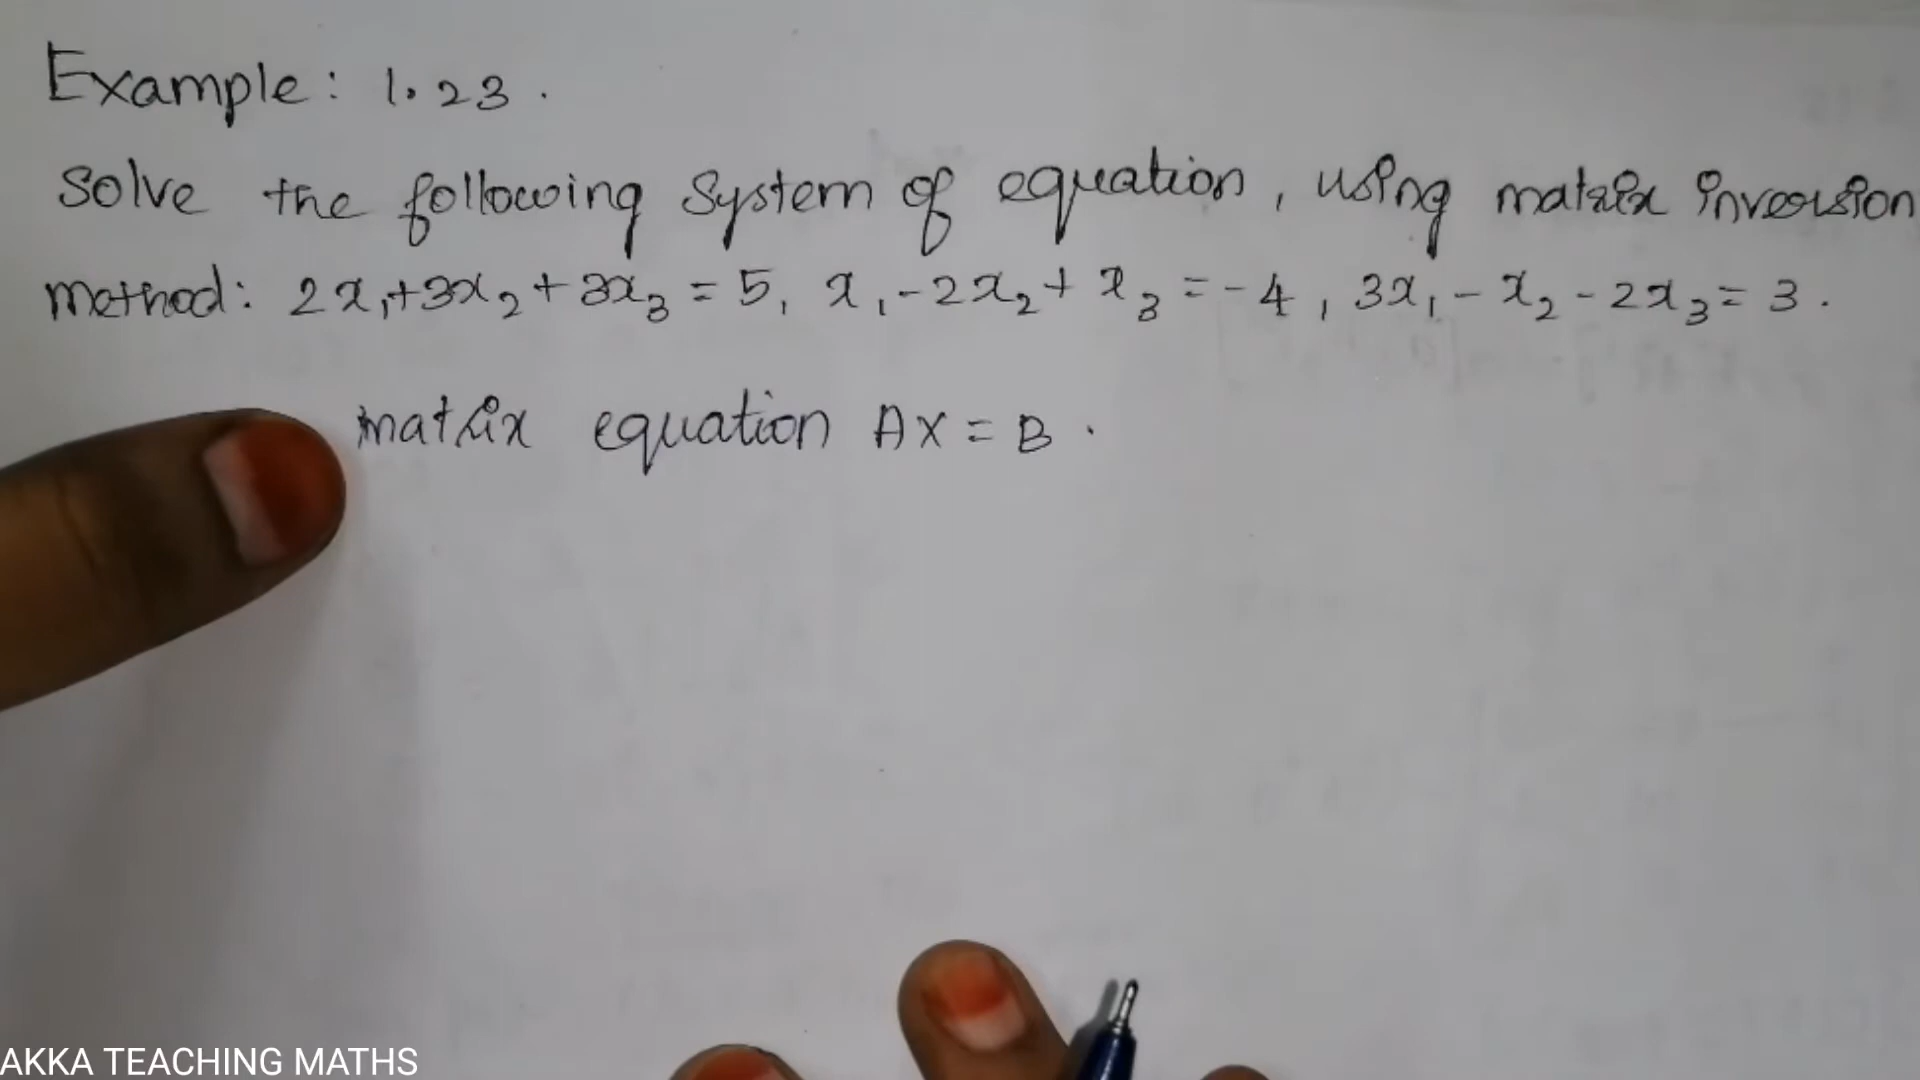 Example: 1.23.
Solve the following system of equation, using matrix inversion
method: 2x₁+3x₂+3x₃=5, x₁-2x₂+x₃=-4, 3x₁-x₂-2x₃=3.
matrix equation AX=B.
AKKA TEACHING MATHS